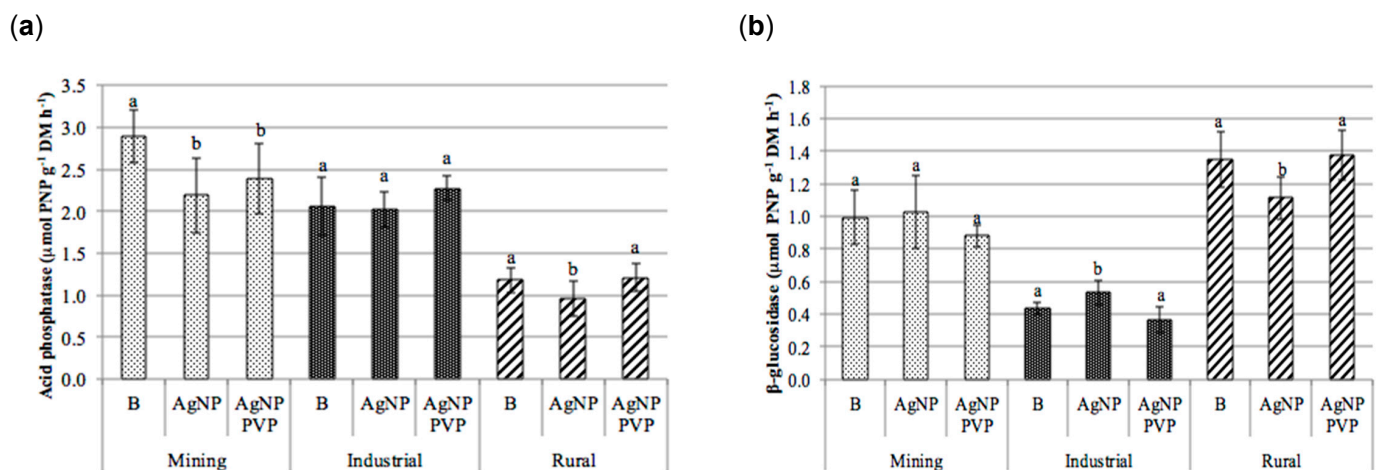 (a)
Acid phosphatase (μmol PNP g⁻¹ DM h⁻¹)
3.5
3.0
2.5
2.0
1.5
1.0
0.5
0.0
a
b
b
a
a
a
a
b
a
B
AgNP
AgNP
PVP
B
AgNP
AgNP
PVP
B
AgNP
AgNP
PVP
Mining
Industrial
Rural
(b)
β-glucosidase (μmol PNP g⁻¹ DM h⁻¹)
1.8
1.6
1.4
1.2
1.0
0.8
0.6
0.4
0.2
0.0
a
a
a
a
b
a
a
b
a
B
AgNP
AgNP
PVP
B
AgNP
AgNP
PVP
B
AgNP
AgNP
PVP
Mining
Industrial
Rural